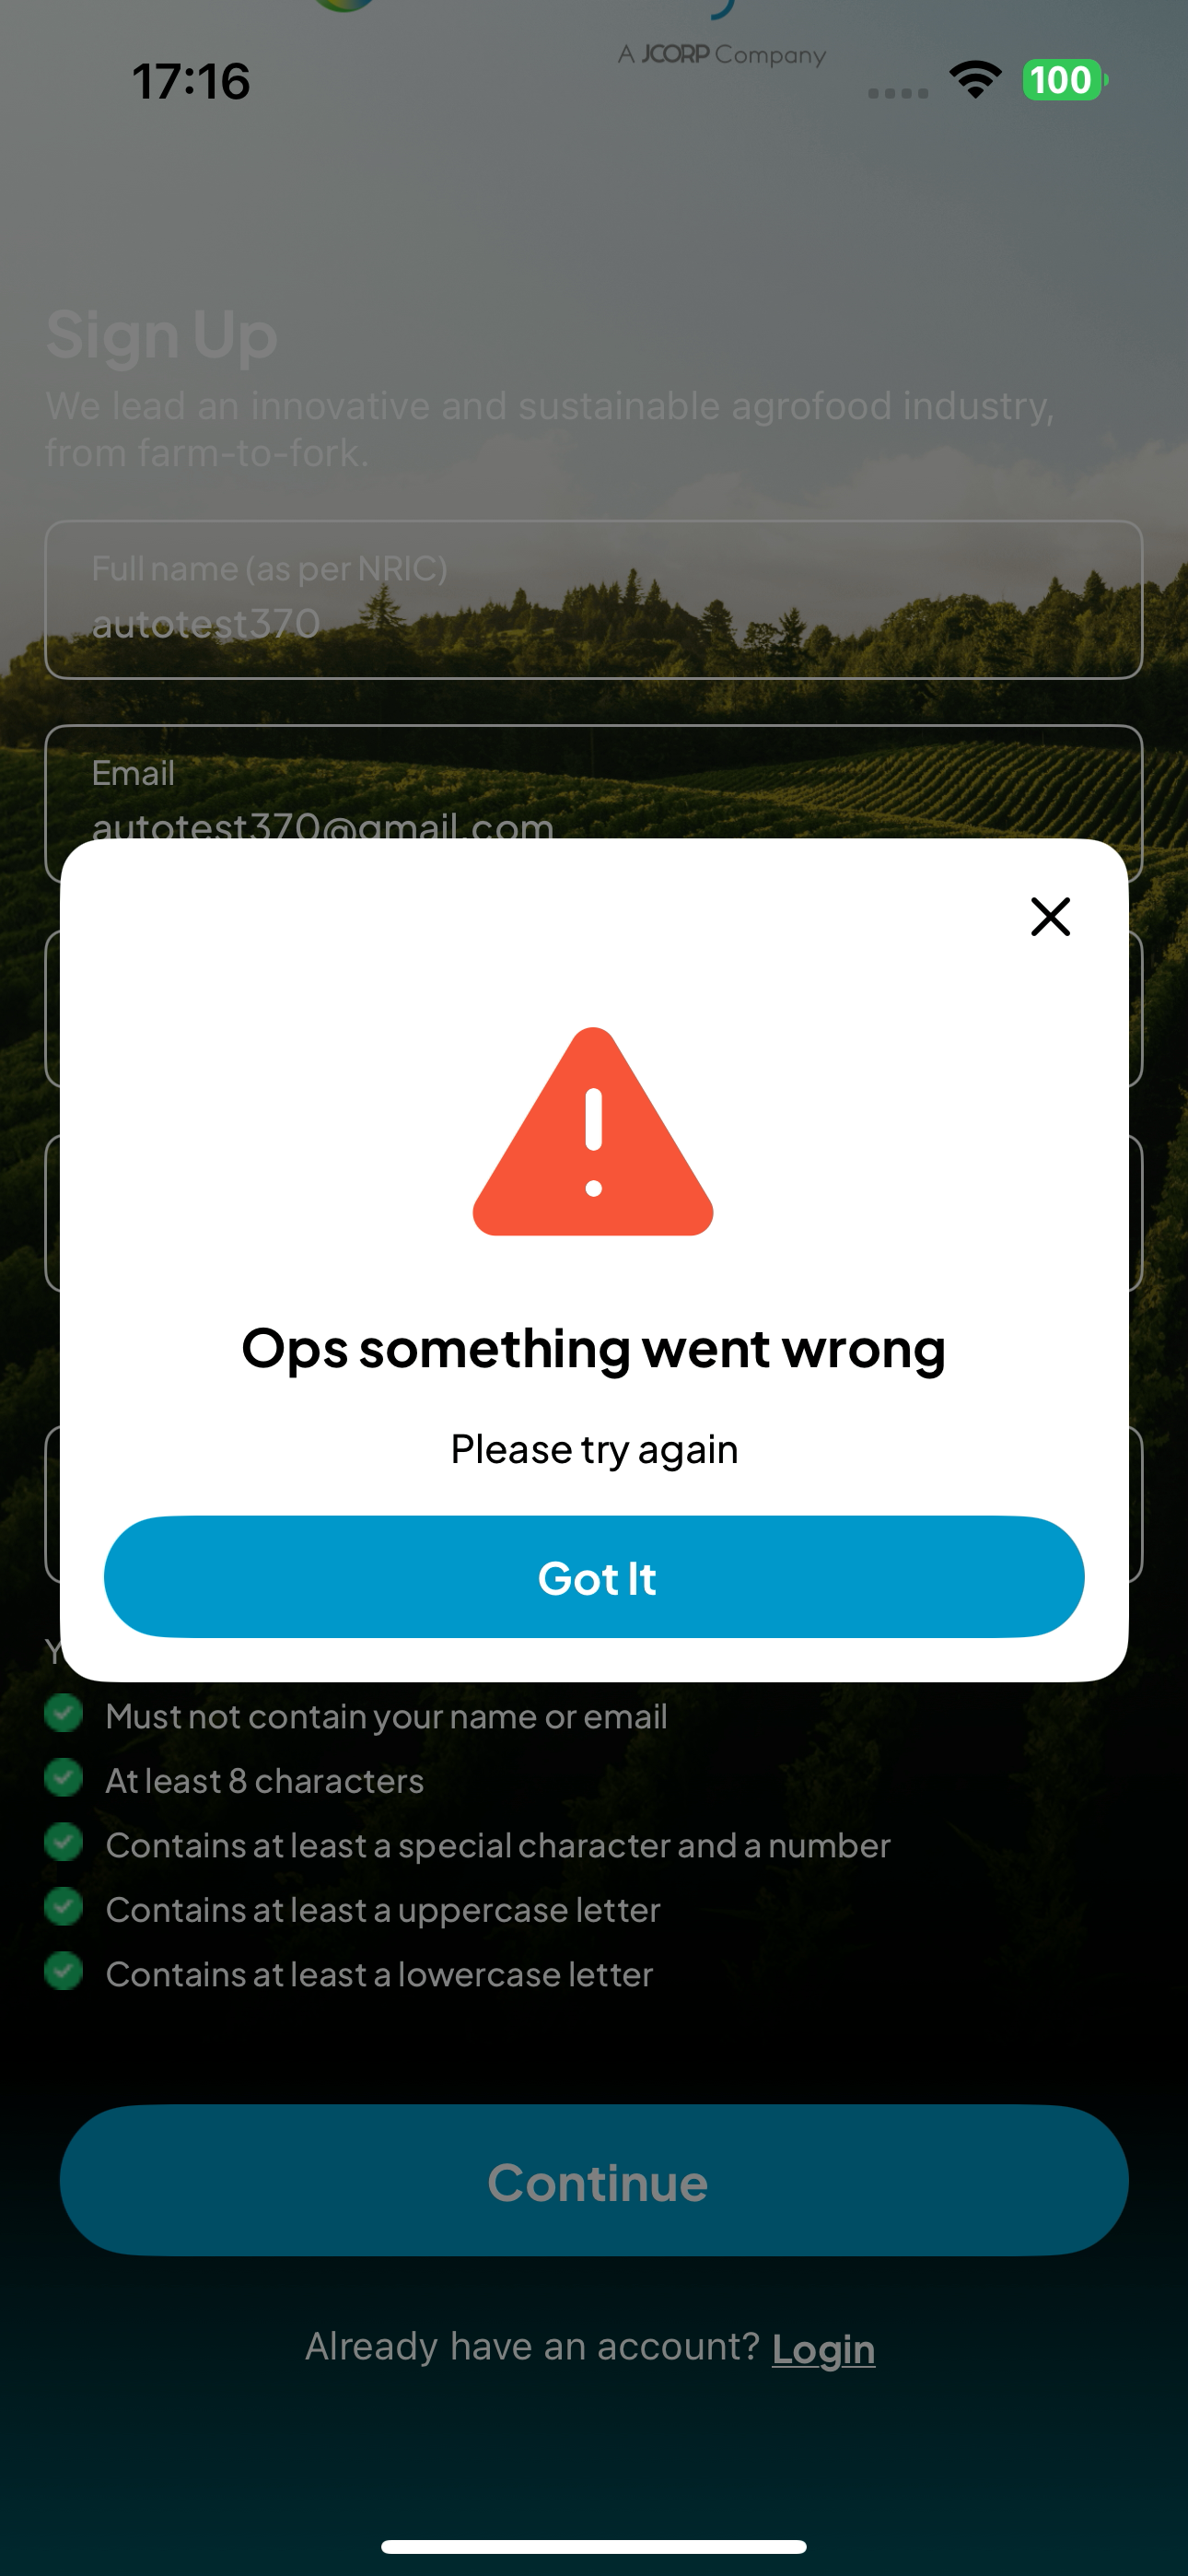 A JCORP Company
17:16
100
Sign Up
We lead an innovative and sustainable agrofood industry,
from farm-to-fork.
Full name (as per NRIC)
autotest370
Email
autotest370@gmail.com
Ops something went wrong
Please try again
Got It
Must not contain your name or email
At least 8 characters
Contains at least a special character and a number
Contains at least a uppercase letter
Contains at least a lowercase letter
Continue
Already have an account? Login